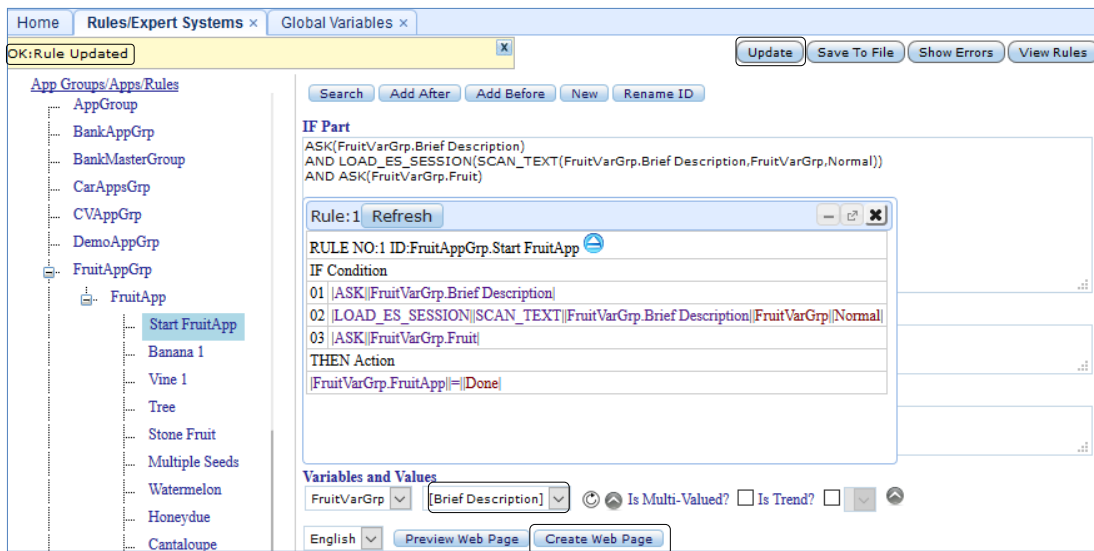 Home Rules/Expert Systems × Global Variables ×
OK:Rule Updated x Update Save To File Show Errors View Rules
App Groups/Apps/Rules
AppGroup
BankAppGrp
BankMasterGroup
CarAppsGrp
CVAppGrp
DemoAppGrp
FruitAppGrp
FruitApp
Start FruitApp
Banana 1
Vine 1
Tree
Stone Fruit
Multiple Seeds
Watermelon
Honeydue
Cantaloupe
Search Add After Add Before New Rename ID
IF Part
ASK(FruitVarGrp.Brief Description)
AND LOAD_ES_SESSION(SCAN_TEXT(FruitVarGrp.Brief Description,FruitVarGrp,Normal))
AND ASK(FruitVarGrp.Fruit)
Rule:1 Refresh
RULE NO:1 ID:FruitAppGrp.Start FruitApp
IF Condition
01 |ASK||FruitVarGrp.Brief Description|
02 |LOAD_ES_SESSION||SCAN_TEXT||FruitVarGrp.Brief Description||FruitVarGrp||Normal|
03 |ASK||FruitVarGrp.Fruit|
THEN Action
|FruitVarGrp.FruitApp||=||Done|
Variables and Values
FruitVarGrp [Brief Description] Is Multi-Valued? Is Trend?
English Preview Web Page Create Web Page